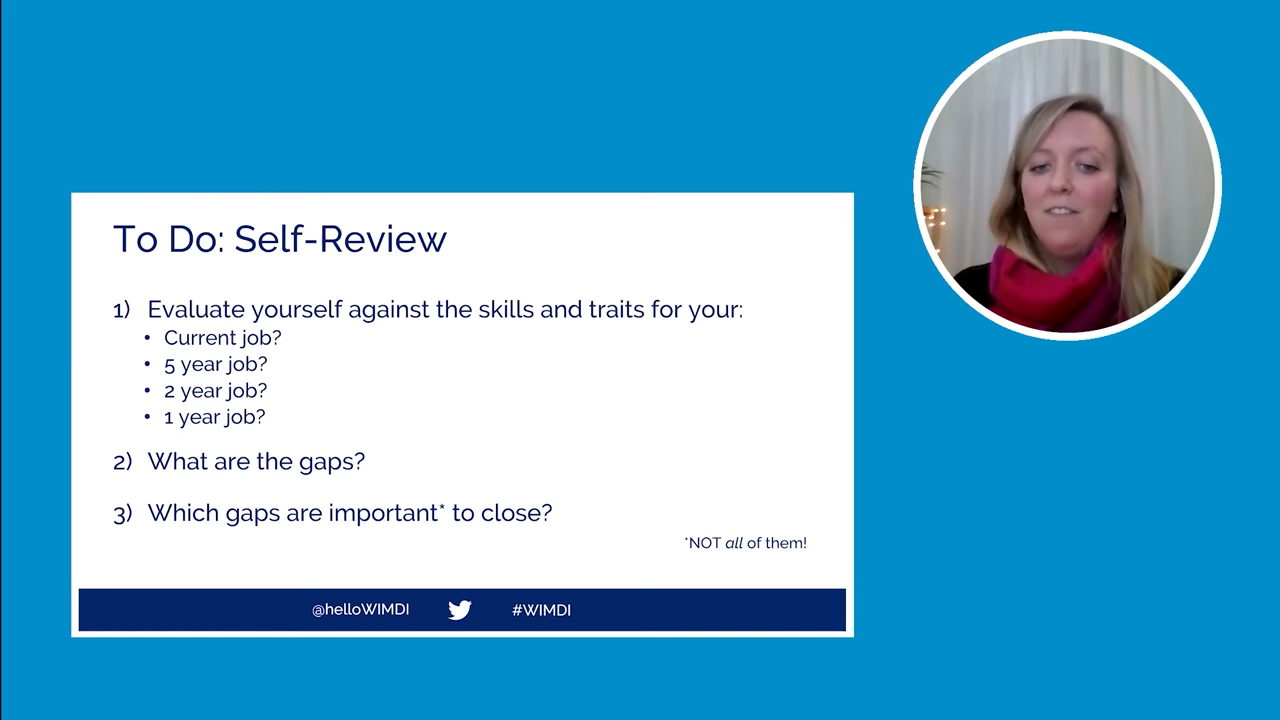 To Do: Self-Review
1) Evaluate yourself against the skills and traits for your:
• Current job?
• 5 year job?
• 2 year job?
• 1 year job?
2) What are the gaps?
3) Which gaps are important* to close?
*NOT all of them!
@helloWIMDI #WIMDI